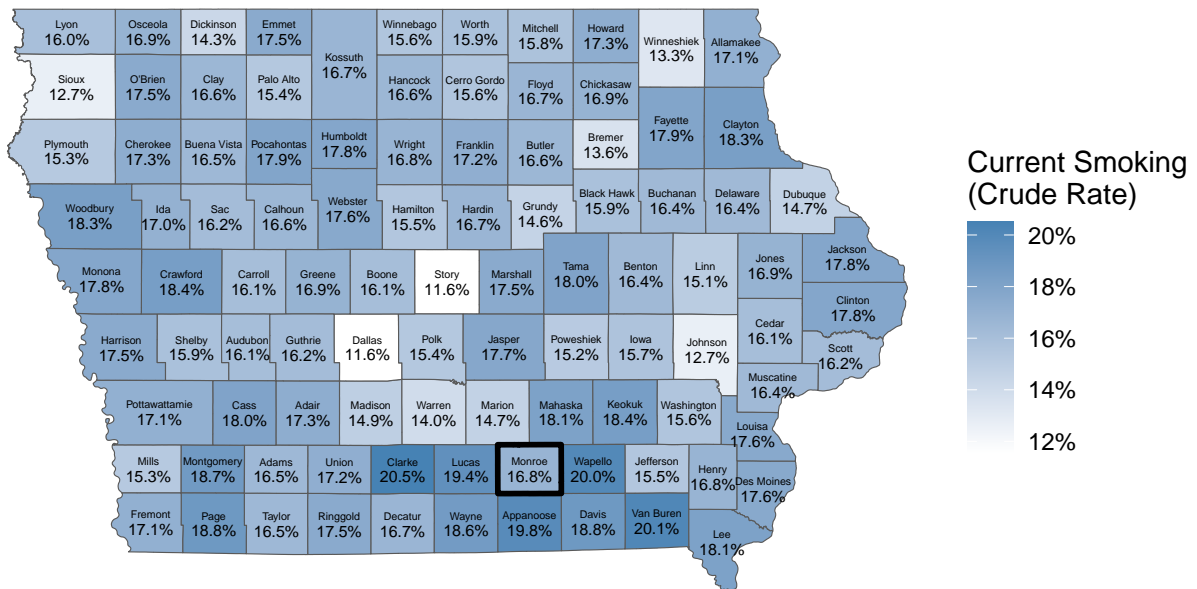 Lyon
16.0%
Osceola
16.9%
Dickinson
14.3%
Emmet
17.5%
Kossuth
16.7%
Winnebago
15.6%
Worth
15.9%
Mitchell
15.8%
Howard
17.3%
Winneshiek
13.3%
Allamakee
17.1%
Sioux
12.7%
O'Brien
17.5%
Clay
16.6%
Palo Alto
15.4%
Hancock
16.6%
Cerro Gordo
15.6%
Floyd
16.7%
Chickasaw
16.9%
Plymouth
15.3%
Cherokee
17.3%
Buena Vista
16.5%
Pocahontas
17.9%
Humboldt
17.8%
Wright
16.8%
Franklin
17.2%
Butler
16.6%
Bremer
13.6%
Fayette
17.9%
Clayton
18.3%
Woodbury
18.3%
Ida
17.0%
Sac
16.2%
Calhoun
16.6%
Webster
17.6%
Hamilton
15.5%
Hardin
16.7%
Grundy
14.6%
Black Hawk
15.9%
Buchanan
16.4%
Delaware
16.4%
Dubuque
14.7%
Monona
17.8%
Crawford
18.4%
Carroll
16.1%
Greene
16.9%
Boone
16.1%
Story
11.6%
Marshall
17.5%
Tama
18.0%
Benton
16.4%
Linn
15.1%
Jones
16.9%
Jackson
17.8%
Clinton
17.8%
Harrison
17.5%
Shelby
15.9%
Audubon
16.1%
Guthrie
16.2%
Dallas
11.6%
Polk
15.4%
Jasper
17.7%
Poweshiek
15.2%
Iowa
15.7%
Johnson
12.7%
Cedar
16.1%
Scott
16.2%
Muscatine
16.4%
Pottawattamie
17.1%
Cass
18.0%
Adair
17.3%
Madison
14.9%
Warren
14.0%
Marion
14.7%
Mahaska
18.1%
Keokuk
18.4%
Washington
15.6%
Louisa
17.6%
Mills
15.3%
Montgomery
18.7%
Adams
16.5%
Union
17.2%
Clarke
20.5%
Lucas
19.4%
Monroe
16.8%
Wapello
20.0%
Jefferson
15.5%
Henry
16.8%
Des Moines
17.6%
Fremont
17.1%
Page
18.8%
Taylor
16.5%
Ringgold
17.5%
Decatur
16.7%
Wayne
18.6%
Appanoose
19.8%
Davis
18.8%
Van Buren
20.1%
Lee
18.1%
Current Smoking
(Crude Rate)
20%
18%
16%
14%
12%